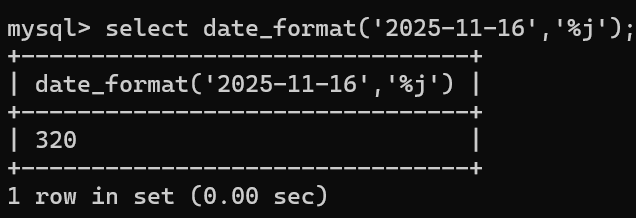 mysql> select date_format('2025-11-16','%j');
+--------------------------------+
| date_format('2025-11-16','%j') |
+--------------------------------+
| 320                            |
+--------------------------------+
1 row in set (0.00 sec)